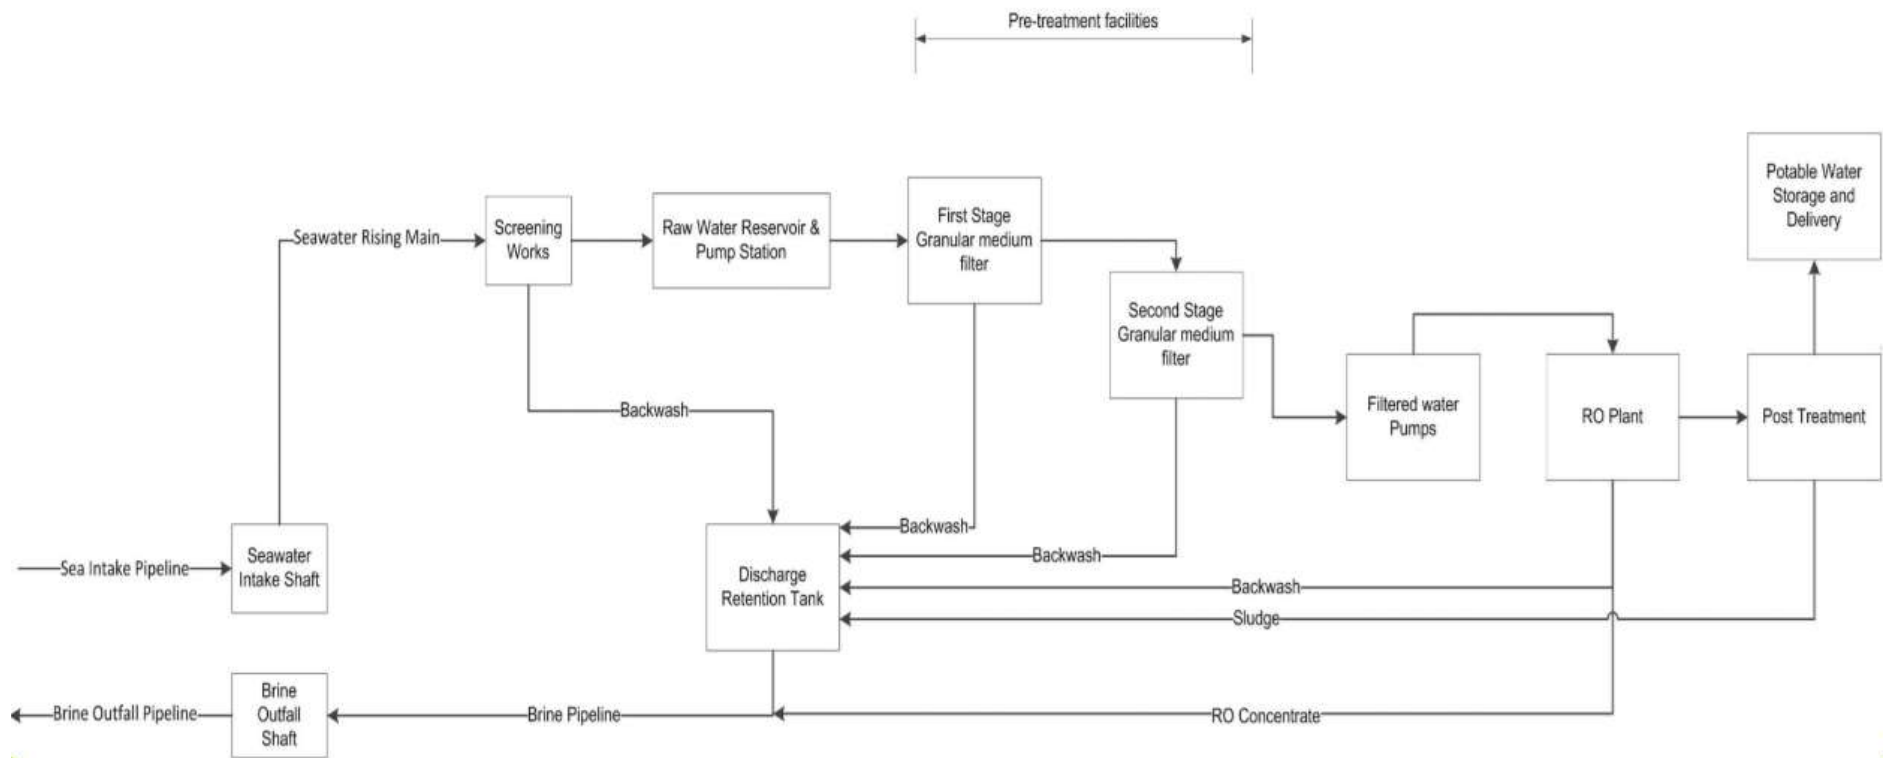 Pre-treatment facilities
Potable Water
Storage and
Delivery
Seawater Rising Main
Screening
Works
Raw Water Reservoir &
Pump Station
First Stage
Granular medium
filter
Second Stage
Granular medium
filter
Filtered water
Pumps
RO Plant
Post Treatment
Backwash
Backwash
Backwash
Backwash
Sludge
Sea Intake Pipeline
Seawater
Intake Shaft
Discharge
Retention Tank
Brine Outfall Pipeline
Brine
Outfall
Shaft
Brine Pipeline
RO Concentrate